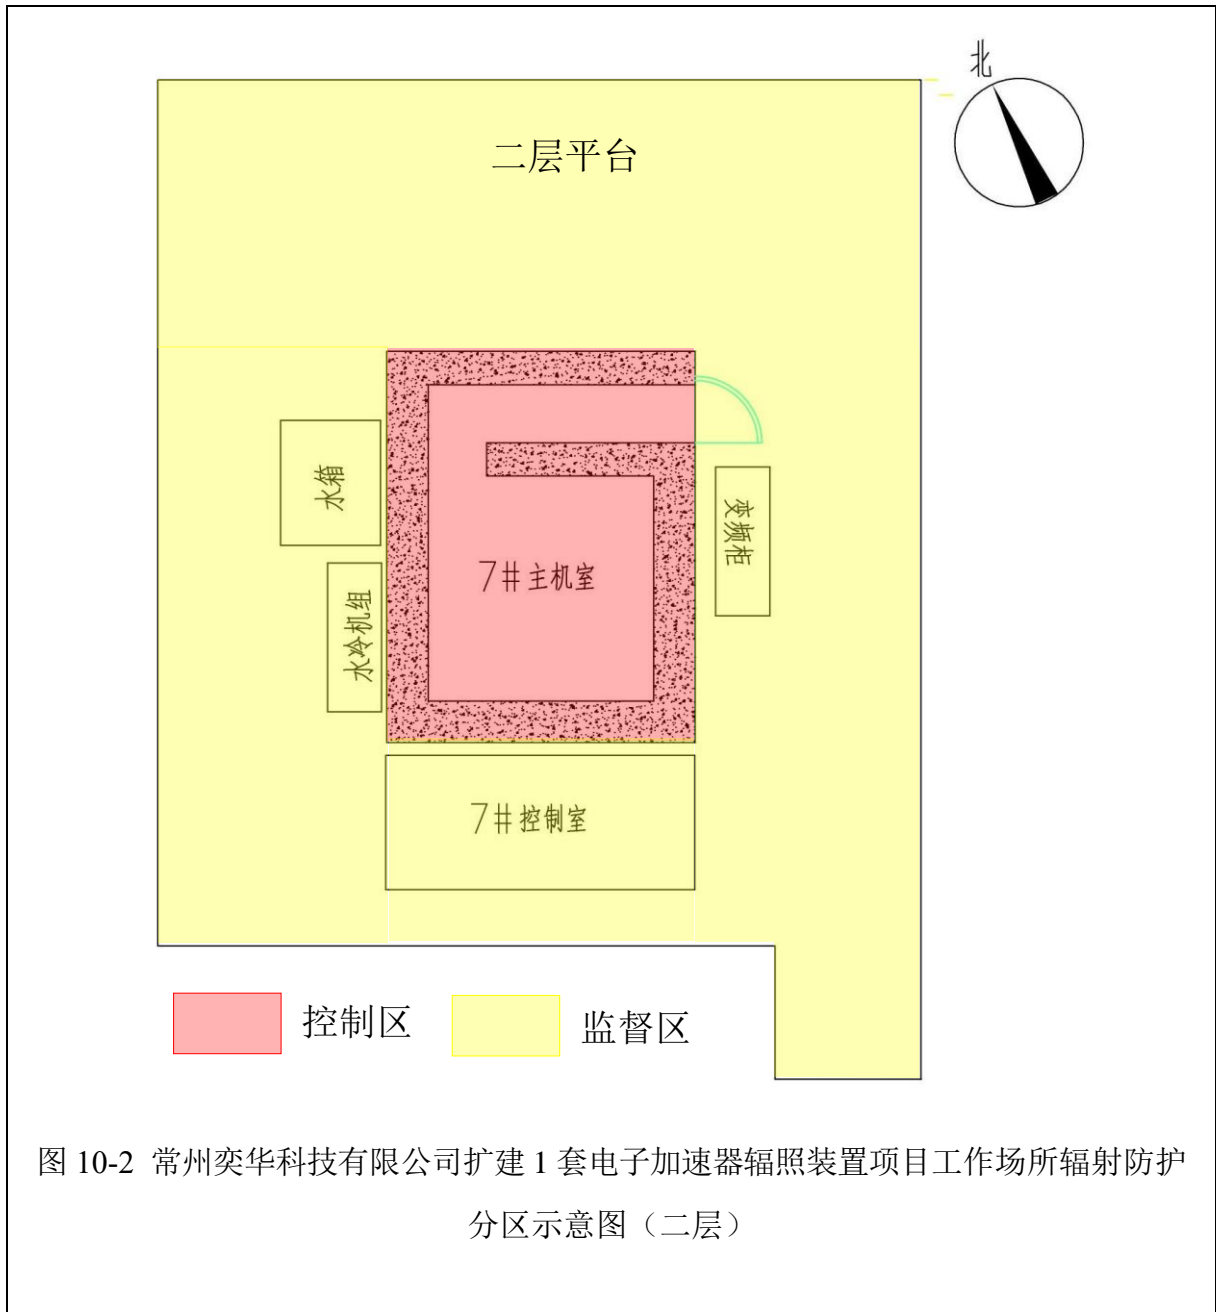 北
二层平台
水箱
变频柜
7#主机室
水冷机组
7#控制室
控制区
监督区
图 10-2 常州奕华科技有限公司扩建 1 套电子加速器辐照装置项目工作场所辐射防护
分区示意图（二层）